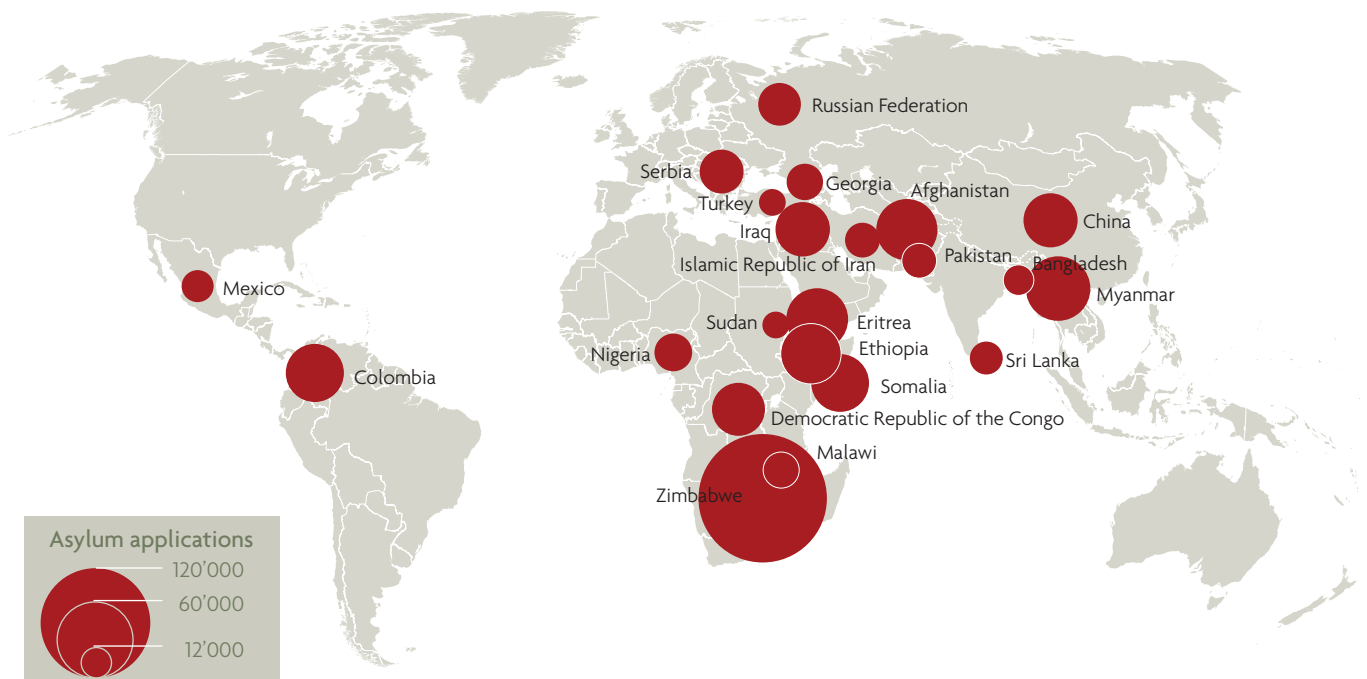 Russian Federation
Serbia
Georgia
Afghanistan
Turkey
China
Iraq
Islamic Republic of Iran
Pakistan
Bangladesh
Mexico
Myanmar
Sudan
Eritrea
Ethiopia
Nigeria
Sri Lanka
Colombia
Somalia
Democratic Republic of the Congo
Malawi
Zimbabwe
Asylum applications
120’000
60’000
12’000